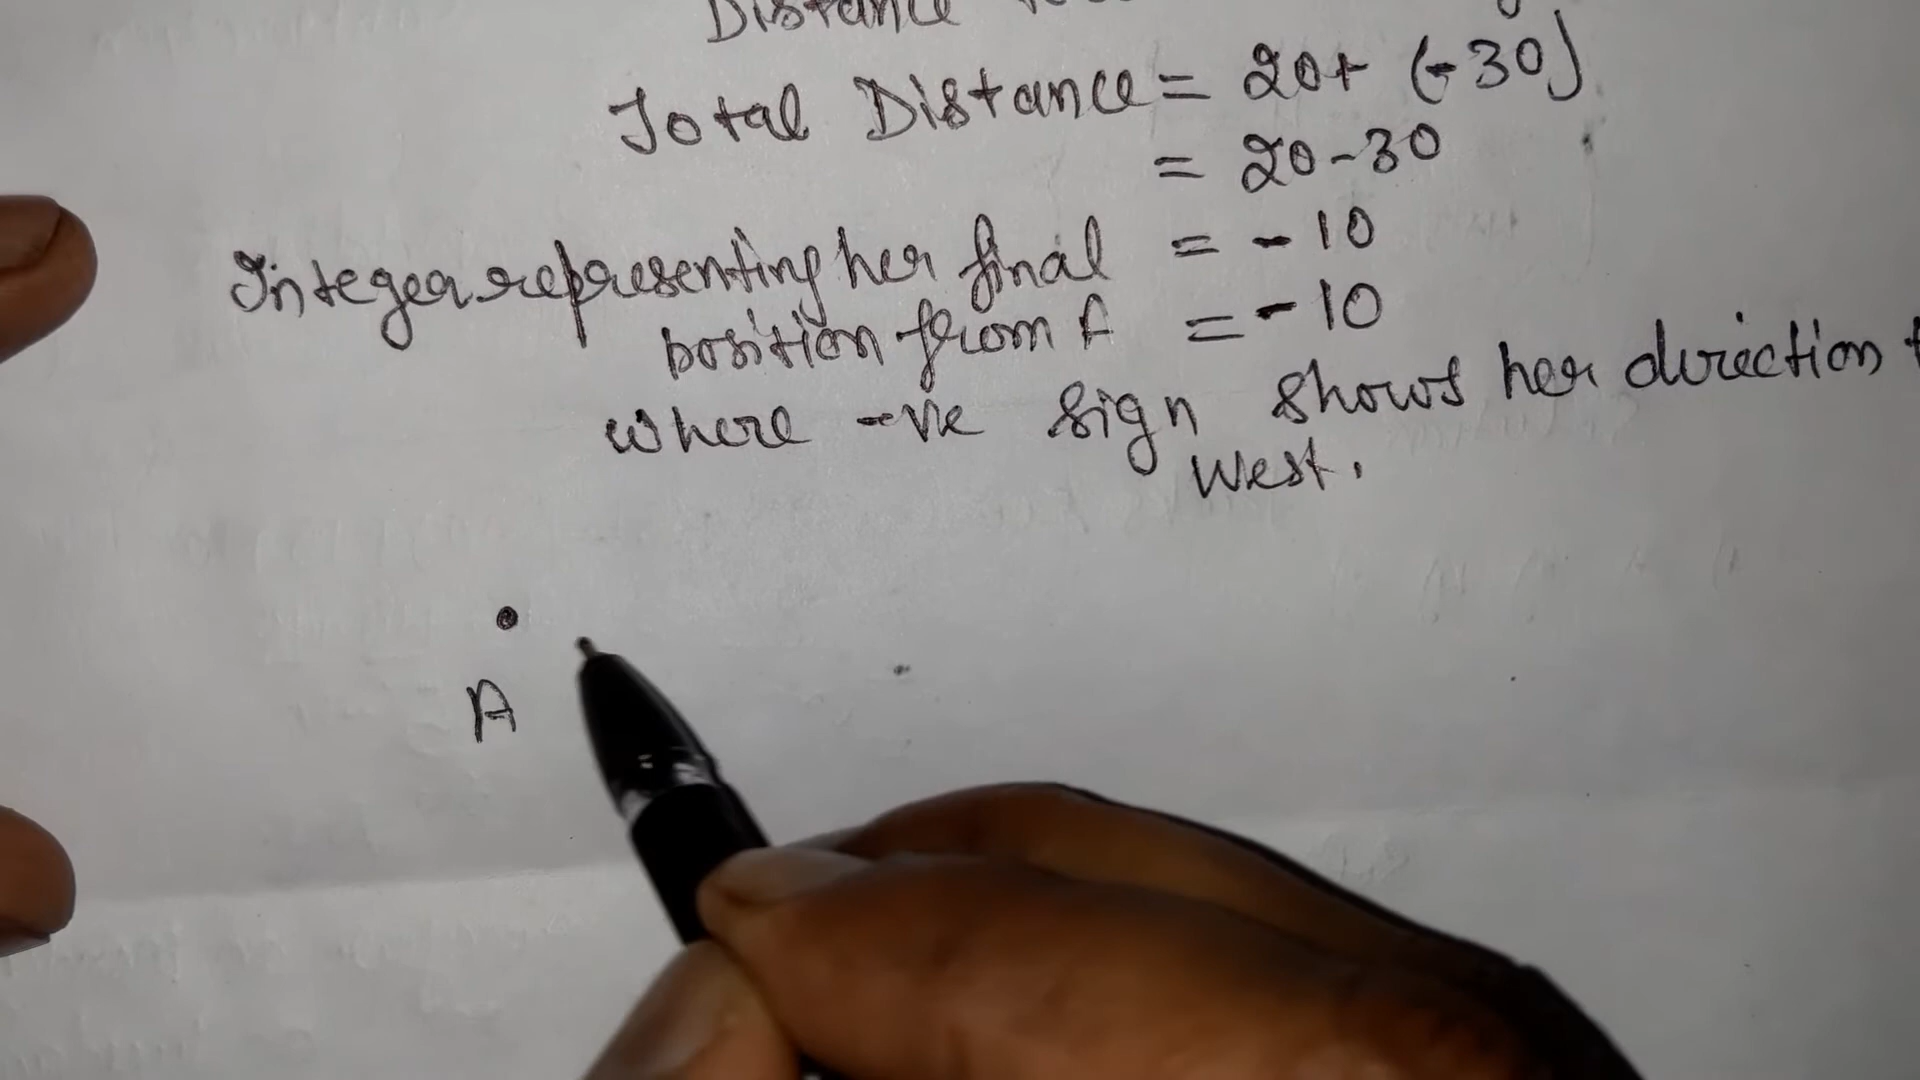 Distance
Total Distance = 20+ (-30)
= 20-30
Integer representing her final = -10
position from A = -10
where -ve sign shows her direction
west.
A